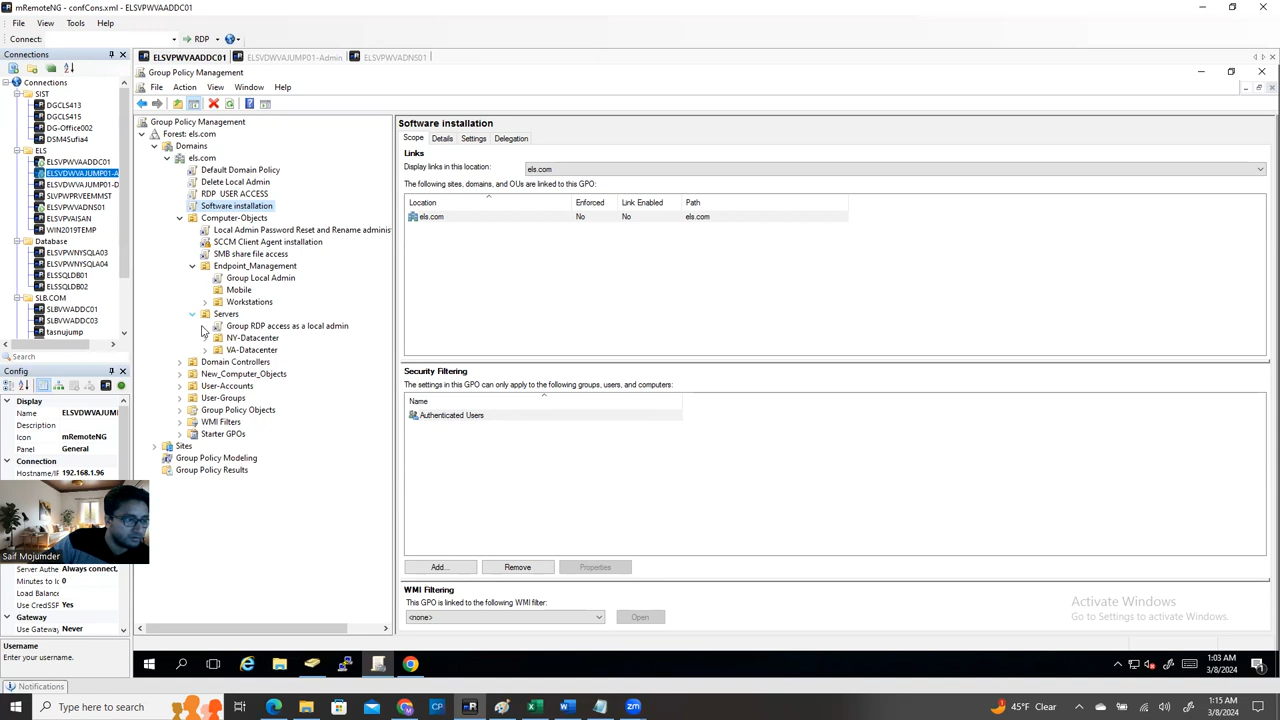 mRemoteNG - confCons.xml - ELSVPWVAADDC01
File View Tools Help
Connect: RDP
Connections
ELSVPWVAADDC01 ELSVDWVAJUMP01-Admin ELSVPWVADNS01
Connections
SIST
DGCLS413
DGCLS415
DG-Office002
DSM4Sufia4
ELS
ELSVPWVAADDC01
ELSVDWVAJUMP01-A
ELSVDWVAJUMP01-D
SLVPWPRVEEMMST
ELSVPWVADNS01
ELSVPVAISAN
WIN2019TEMP
Database
ELSVPWNYSQLA03
ELSVPWNYSQLA04
ELSSQLDB01
ELSSQLDB02
SLB.COM
SLBVWADDC01
SLBVWADDC03
tasnujump
Search
Config
Display
Name ELSVDWVAJUMI
Description
Icon mRemoteNG
Panel General
Connection
Hostname/IP 192.168.1.96
Saif Mojumder
Server Authe Always connect,
Minutes to Ic 0
Load Balance
Use CredSSP Yes
Gateway
Use Gateway Never
Username
Enter your username.
Notifications
Group Policy Management
File Action View Window Help
Group Policy Management
Forest: els.com
Domains
els.com
Default Domain Policy
Delete Local Admin
RDP USER ACCESS
Software installation
Computer-Objects
Local Admin Password Reset and Rename adminis
SCCM Client Agent installation
SMB share file access
Endpoint_Management
Group Local Admin
Mobile
Workstations
Servers
Group RDP access as a local admin
NY-Datacenter
VA-Datacenter
Domain Controllers
New_Computer_Objects
User-Accounts
User-Groups
Group Policy Objects
WMI Filters
Starter GPOs
Sites
Group Policy Modeling
Group Policy Results
Software installation
Scope Details Settings Delegation
Links
Display links in this location: els.com
The following sites, domains, and OUs are linked to this GPO:
Location Enforced Link Enabled Path
els.com No No els.com
Security Filtering
The settings in this GPO can only apply to the following groups, users, and computers:
Name
Authenticated Users
Add... Remove Properties
WMI Filtering
This GPO is linked to the following WMI filter:
<none> Open
Activate Windows
Go to Settings to activate Windows.
1:03 AM
3/8/2024
Type here to search
45°F Clear
1:15 AM
3/8/2024